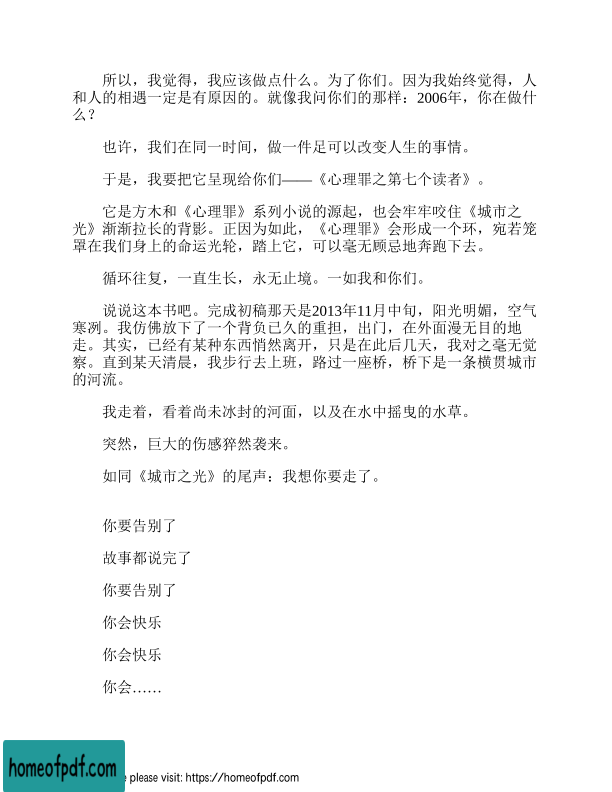 所以，我觉得，我应该做点什么。为了你们。因为我始终觉得，人
和人的相遇一定是有原因的。就像我问你们的那样：2006年，你在做什
么？
也许，我们在同一时间，做一件足可以改变人生的事情。
于是，我要把它呈现给你们——《心理罪之第七个读者》。
它是方木和《心理罪》系列小说的源起，也会牢牢咬住《城市之
光》渐渐拉长的背影。正因为如此，《心理罪》会形成一个环，宛若笼
罩在我们身上的命运光轮，踏上它，可以毫无顾忌地奔跑下去。
循环往复，一直生长，永无止境。一如我和你们。
说说这本书吧。完成初稿那天是2013年11月中旬，阳光明媚，空气
寒冽。我仿佛放下了一个背负已久的重担，出门，在外面漫无目的地
走。其实，已经有某种东西悄然离开，只是在此后几天，我对之毫无觉
察。直到某天清晨，我步行去上班，路过一座桥，桥下是一条横贯城市
的河流。
我走着，看着尚未冰封的河面，以及在水中摇曳的水草。
突然，巨大的伤感猝然袭来。
如同《城市之光》的尾声：我想你要走了。
你要告别了
故事都说完了
你要告别了
你会快乐
你会快乐
你会……
homeofpdf.com
e please visit: https://homeofpdf.com